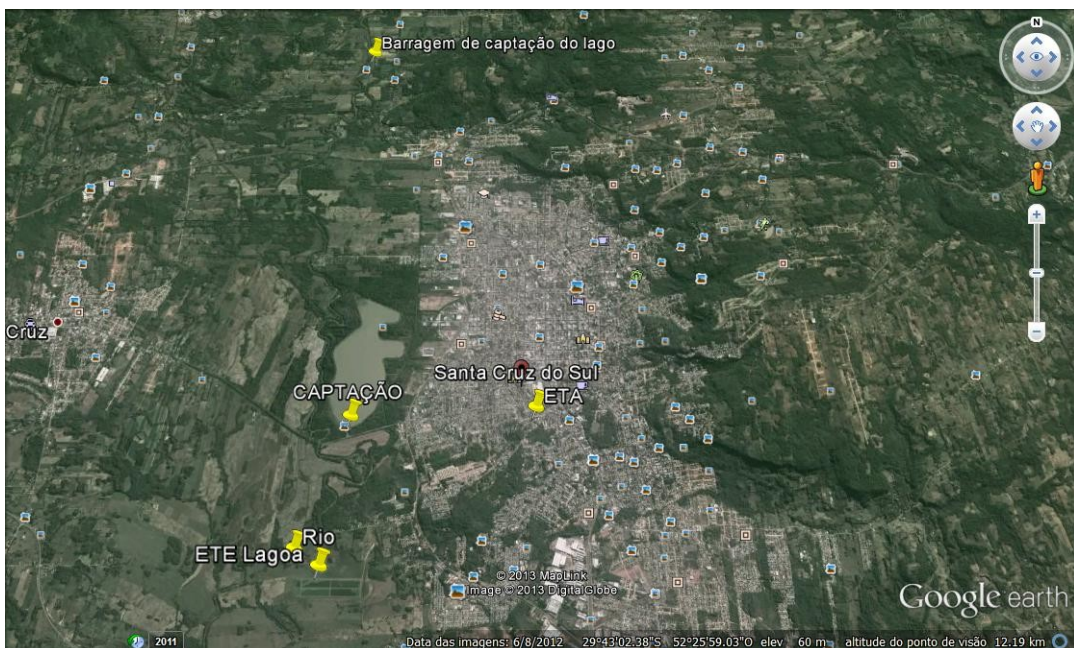 N
Barragem de captação do lago
Cruz
Santa Cruz do Sul
CAPTAÇÃO
ETA
Rio
ETE Lagoa
© 2013 MapLink
Image © 2013 DigitalGlobe
Google earth
2011
Data das imagens: 6/8/2012 29°43'02.38"S 52°25'59.03"O elev 60 m altitude do ponto de visão 12.19 km